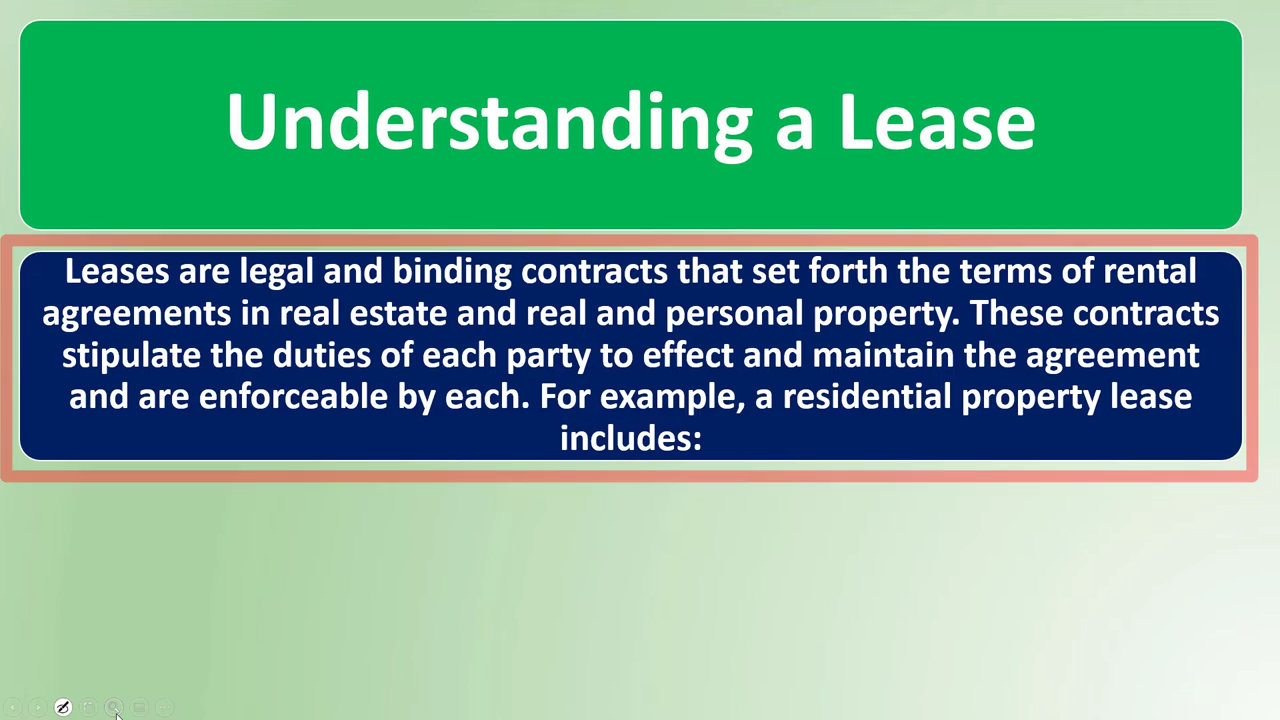 Understanding a Lease
Leases are legal and binding contracts that set forth the terms of rental
agreements in real estate and real and personal property. These contracts
stipulate the duties of each party to effect and maintain the agreement
and are enforceable by each. For example, a residential property lease
includes: